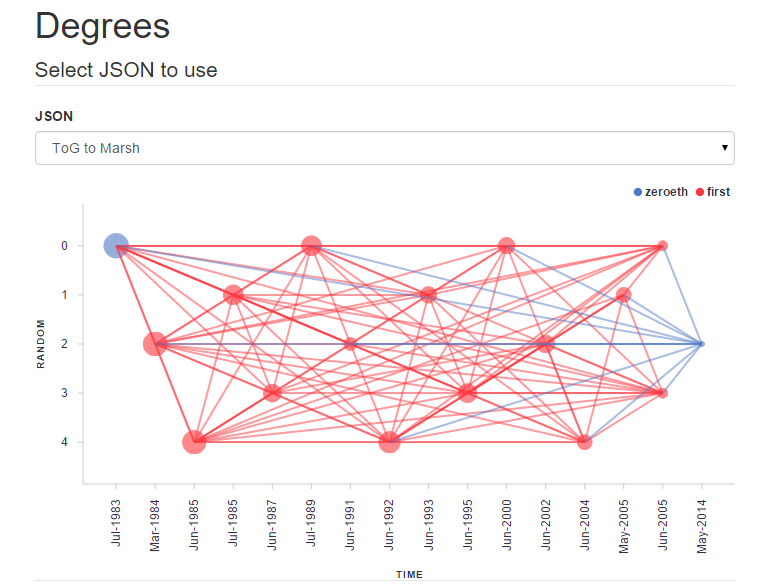 Degrees
Select JSON to use
JSON
ToG to Marsh
zeroeth first
0
1
2
3
4
RANDOM
Jul-1983 Mar-1984 Jun-1985 Jul-1985 Jun-1987 Jul-1989 Jun-1991 Jun-1992 Jun-1993 Jun-1995 Jun-2000 Jun-2002 Jun-2004 May-2005 Jun-2005 May-2014
TIME